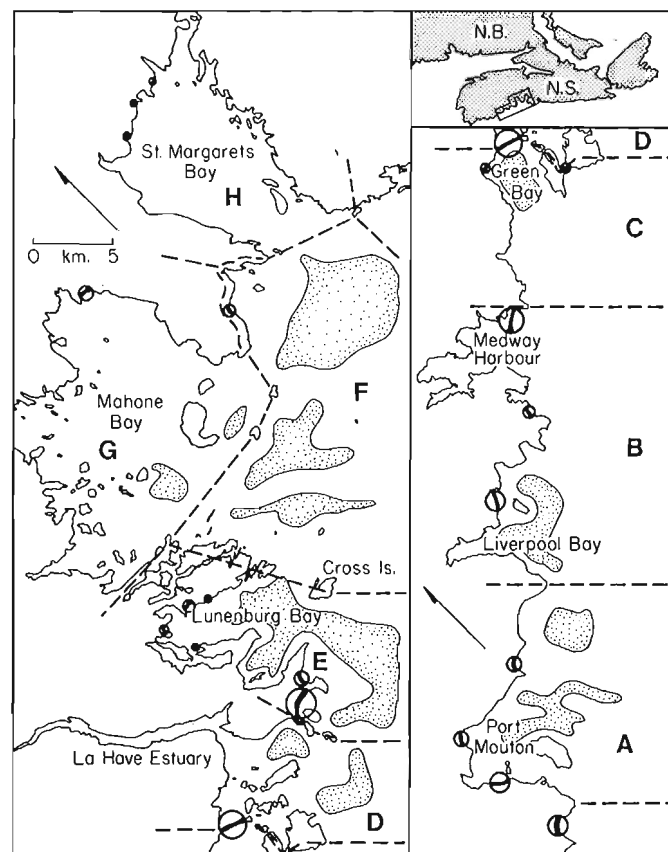 St. Margarets
Bay
H
0 km. 5
Mahone
Bay
G
F
Cross Is.
Lunenburg Bay
E
La Have Estuary
D
N.B.
N.S.
D
Green
Bay
C
Medway
Harbour
B
Liverpool Bay
Port
Mouton
A